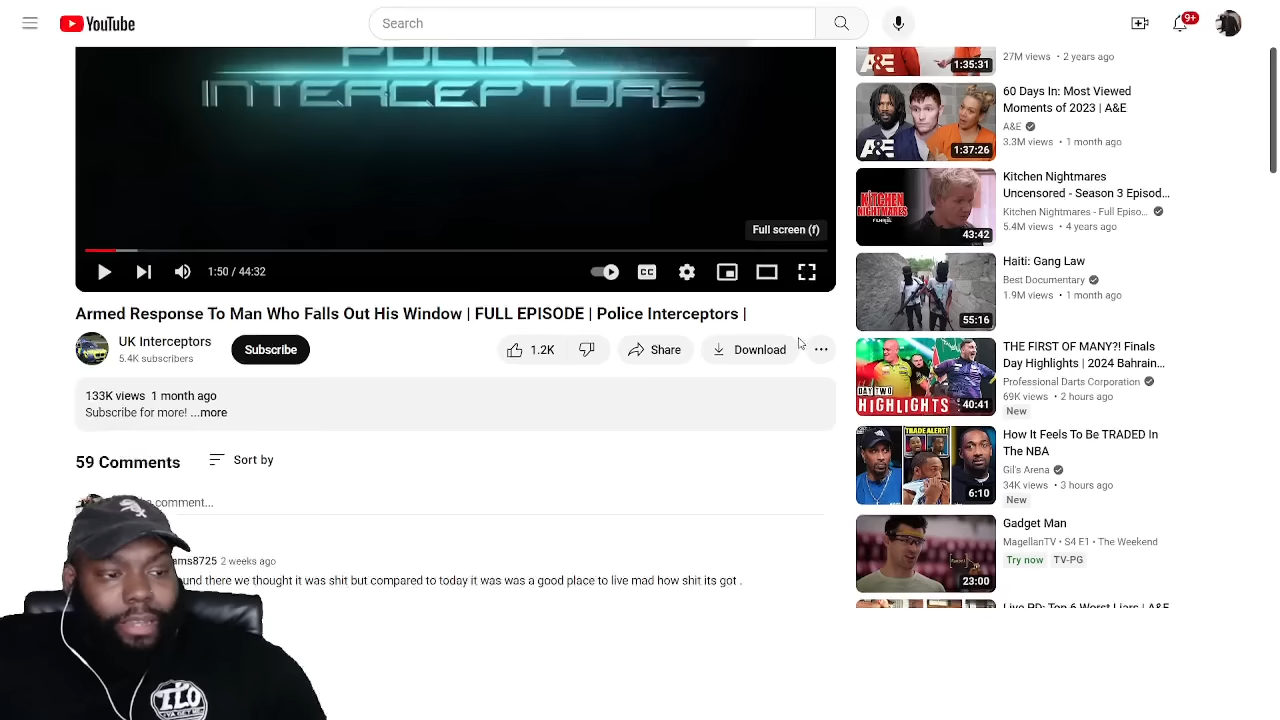 YouTube
Search
9+
POLICE
INTERCEPTORS
Full screen (f)
1:50 / 44:32
CC
Armed Response To Man Who Falls Out His Window | FULL EPISODE | Police Interceptors |
UK Interceptors
5.4K subscribers
Subscribe
1.2K
Share
Download
133K views 1 month ago
Subscribe for more! ...more
59 Comments
Sort by
comment...
ams8725 2 weeks ago
und there we thought it was shit but compared to today it was was a good place to live mad how shit its got .
TLO
A&E
1:35:31
27M views • 2 years ago
A&E
1:37:26
60 Days In: Most Viewed
Moments of 2023 | A&E
A&E
3.3M views • 1 month ago
KITCHEN
NIGHTMARES
43:42
Kitchen Nightmares
Uncensored - Season 3 Episod...
Kitchen Nightmares - Full Episo...
5.4M views • 4 years ago
55:16
Haiti: Gang Law
Best Documentary
1.9M views • 1 month ago
DAY TWO
HIGHLIGHTS
40:41
THE FIRST OF MANY?! Finals
Day Highlights | 2024 Bahrain...
Professional Darts Corporation
69K views • 2 hours ago
New
TRADE ALERT!
6:10
How It Feels To Be TRADED In
The NBA
Gil's Arena
34K views • 3 hours ago
New
23:00
Gadget Man
MagellanTV • S4 E1 • The Weekend
Try now TV-PG
Live PD: Top 6 Worst Liars | A&E